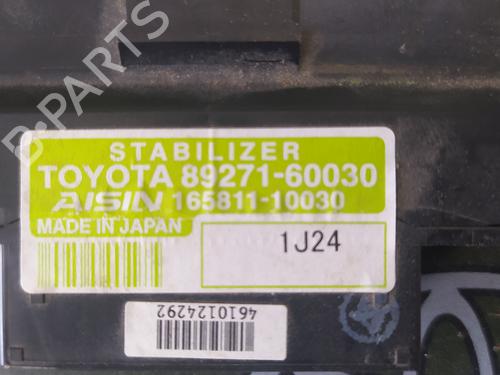 B-PARTS
STABILIZER
TOYOTA 89271-60030
AISIN 165811-10030
MADE IN JAPAN
1J24
4610124292